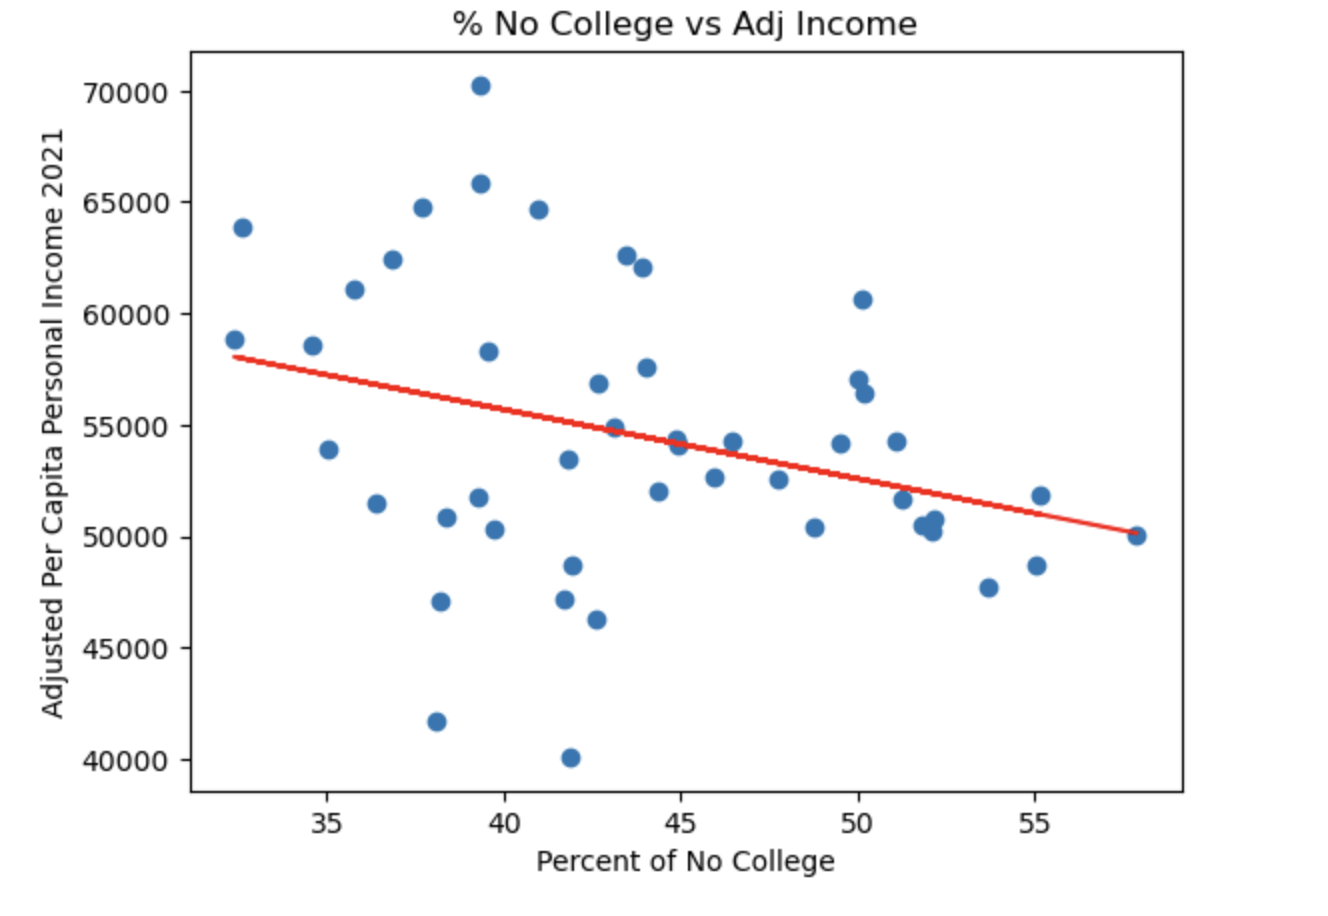 % No College vs Adj Income
Adjusted Per Capita Personal Income 2021
70000
65000
60000
55000
50000
45000
40000
35 40 45 50 55
Percent of No College